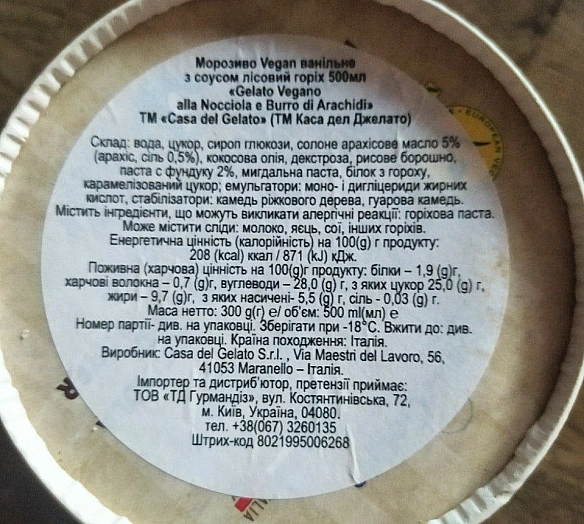 Морозиво Vegan ванільне
з соусом лісовий горіх 500мл
«Gelato Vegano
alla Nocciola e Burro di Arachidi»
ТМ «Casa del Gelato» (ТМ Каса дел Джелато)
Склад: вода, цукор, сироп глюкози, солоне арахісове масло 5%
(арахіс, сіль 0,5%), кокосова олія, декстроза, рисове борошно,
паста с фундуку 2%, мигдальна паста, білок з гороху,
карамелізований цукор; емульгатори: моно- і дигліцериди жирних
кислот, стабілізатори: камедь ріжкового дерева, гуарова камедь.
Містить інгредієнти, що можуть викликати алергічні реакції: горіхова паста.
Може містити сліди: молоко, яєць, сої, інших горіхів.
Енергетична цінність (калорійність) на 100(g) г продукту:
208 (kcal) ккал / 871 (kJ) кДж.
Поживна (харчова) цінність на 100(g)г продукту: білки – 1,9 (g)г,
харчові волокна – 0,7 (g)г, вуглеводи – 28,0 (g) г, з яких цукор 25,0 (g) г,
жири – 9,7 (g)г, з яких насичені- 5,5 (g) г, сіль - 0,03 (g) г.
Маса нетто: 300 g(г) е/ об'єм: 500 ml(мл) е
Номер партії- див. на упаковці. Зберігати при -18°С. Вжити до: див.
на упаковці. Країна походження: Італія.
Виробник: Casa del Gelato S.r.l. , Via Maestri del Lavoro, 56,
41053 Maranello – Італія.
Імпортер та дистриб'ютор, претензії приймає:
ТОВ «ТД Гурмандіз», вул. Костянтинівська, 72,
м. Київ, Україна, 04080.
тел. +38(067) 3260135
Штрих-код 8021995006268
EUROPEAN VEG